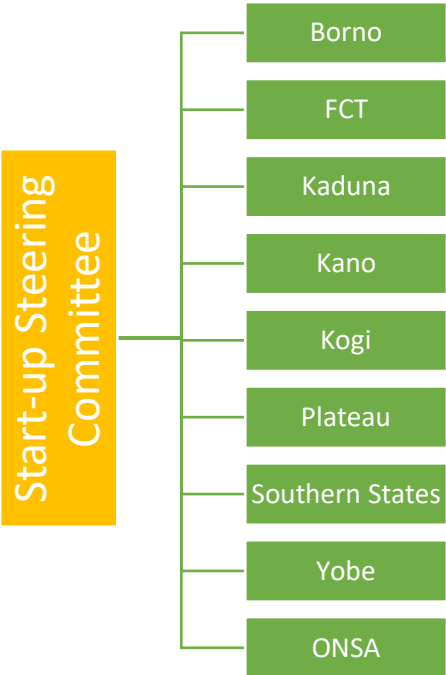 Start-up Steering
Committee
Borno
FCT
Kaduna
Kano
Kogi
Plateau
Southern States
Yobe
ONSA